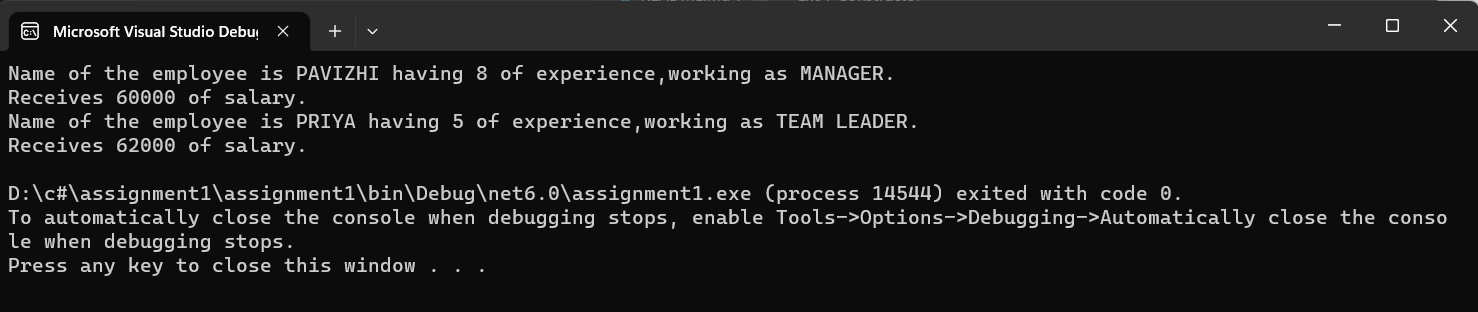 Microsoft Visual Studio Debu
Name of the employee is PAVIZHI having 8 of experience,working as MANAGER.
Receives 60000 of salary.
Name of the employee is PRIYA having 5 of experience,working as TEAM LEADER.
Receives 62000 of salary.
D:\c#\assignment1\assignment1\bin\Debug\net6.0\assignment1.exe (process 14544) exited with code 0.
To automatically close the console when debugging stops, enable Tools->Options->Debugging->Automatically close the conso
le when debugging stops.
Press any key to close this window . . .